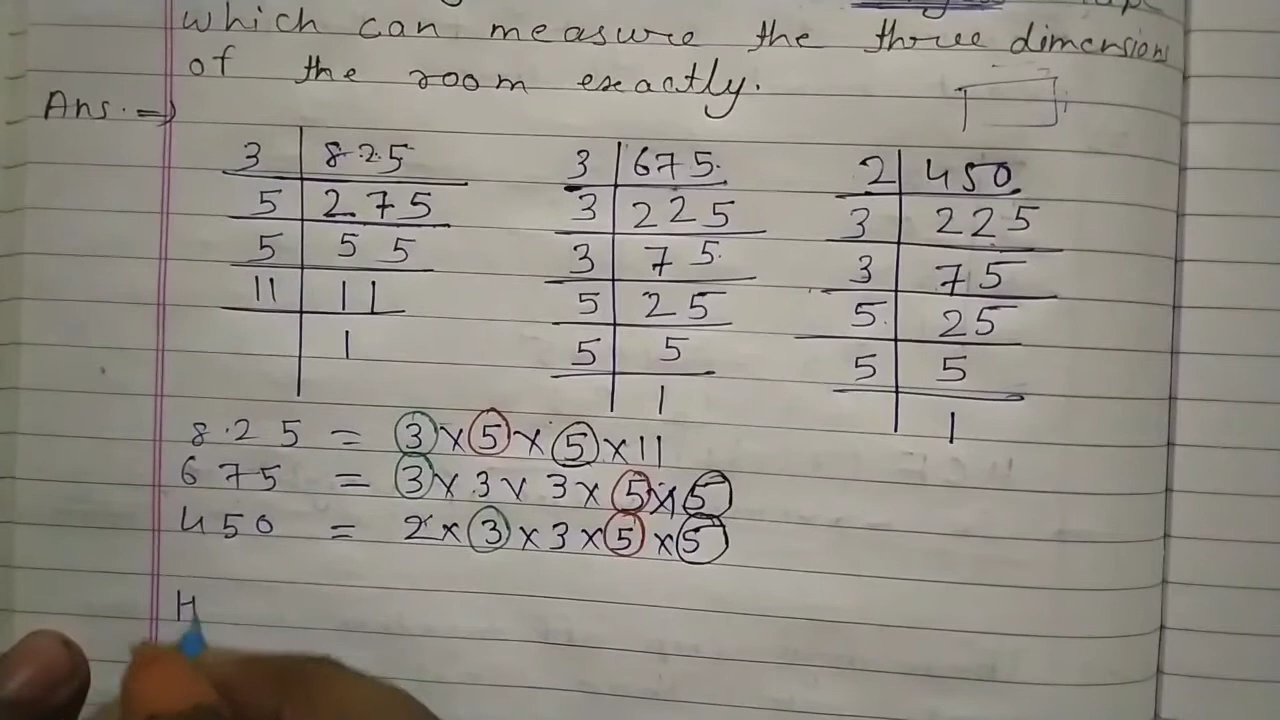 which can measure the three dimensions
of the room exactly.
Ans. ⇒
3 | 825
5 | 275
5 | 55
11 | 11
1
3 | 675
3 | 225
3 | 75
5 | 25
5 | 5
1
2 | 450
3 | 225
3 | 75
5 | 25
5 | 5
1
825 = 3 × 5 × 5 × 11
675 = 3 × 3 × 3 × 5 × 5
450 = 2 × 3 × 3 × 5 × 5
H